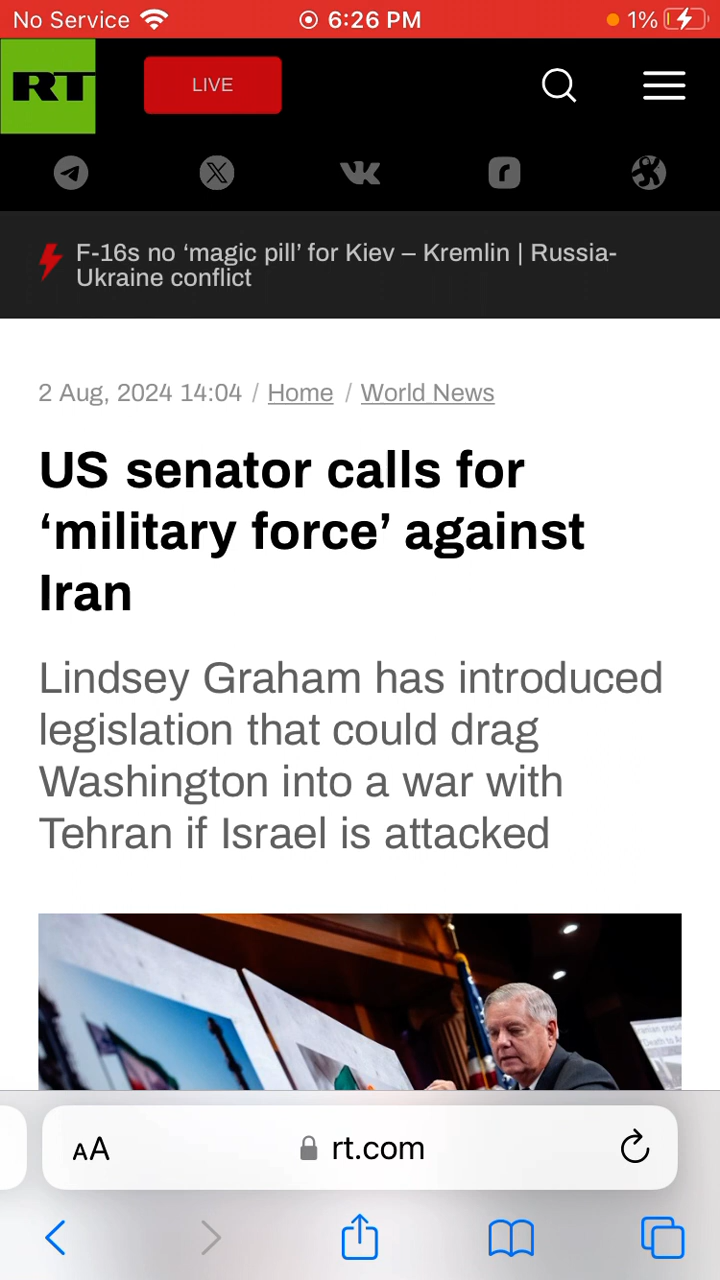 No Service 6:26 PM 1%
RT LIVE
F-16s no ‘magic pill’ for Kiev – Kremlin | Russia-
Ukraine conflict
2 Aug, 2024 14:04 / Home / World News
US senator calls for
‘military force’ against
Iran
Lindsey Graham has introduced
legislation that could drag
Washington into a war with
Tehran if Israel is attacked
AA rt.com